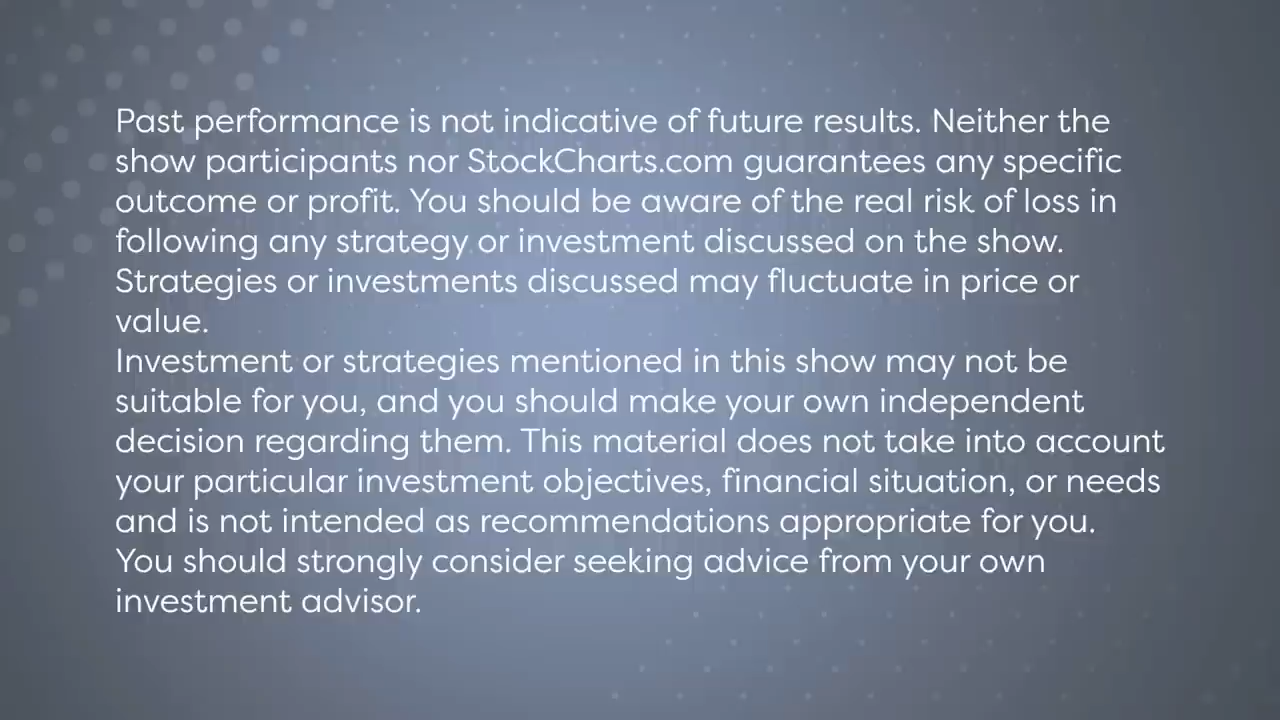 Past performance is not indicative of future results. Neither the
show participants nor StockCharts.com guarantees any specific
outcome or profit. You should be aware of the real risk of loss in
following any strategy or investment discussed on the show.
Strategies or investments discussed may fluctuate in price or
value.
Investment or strategies mentioned in this show may not be
suitable for you, and you should make your own independent
decision regarding them. This material does not take into account
your particular investment objectives, financial situation, or needs
and is not intended as recommendations appropriate for you.
You should strongly consider seeking advice from your own
investment advisor.